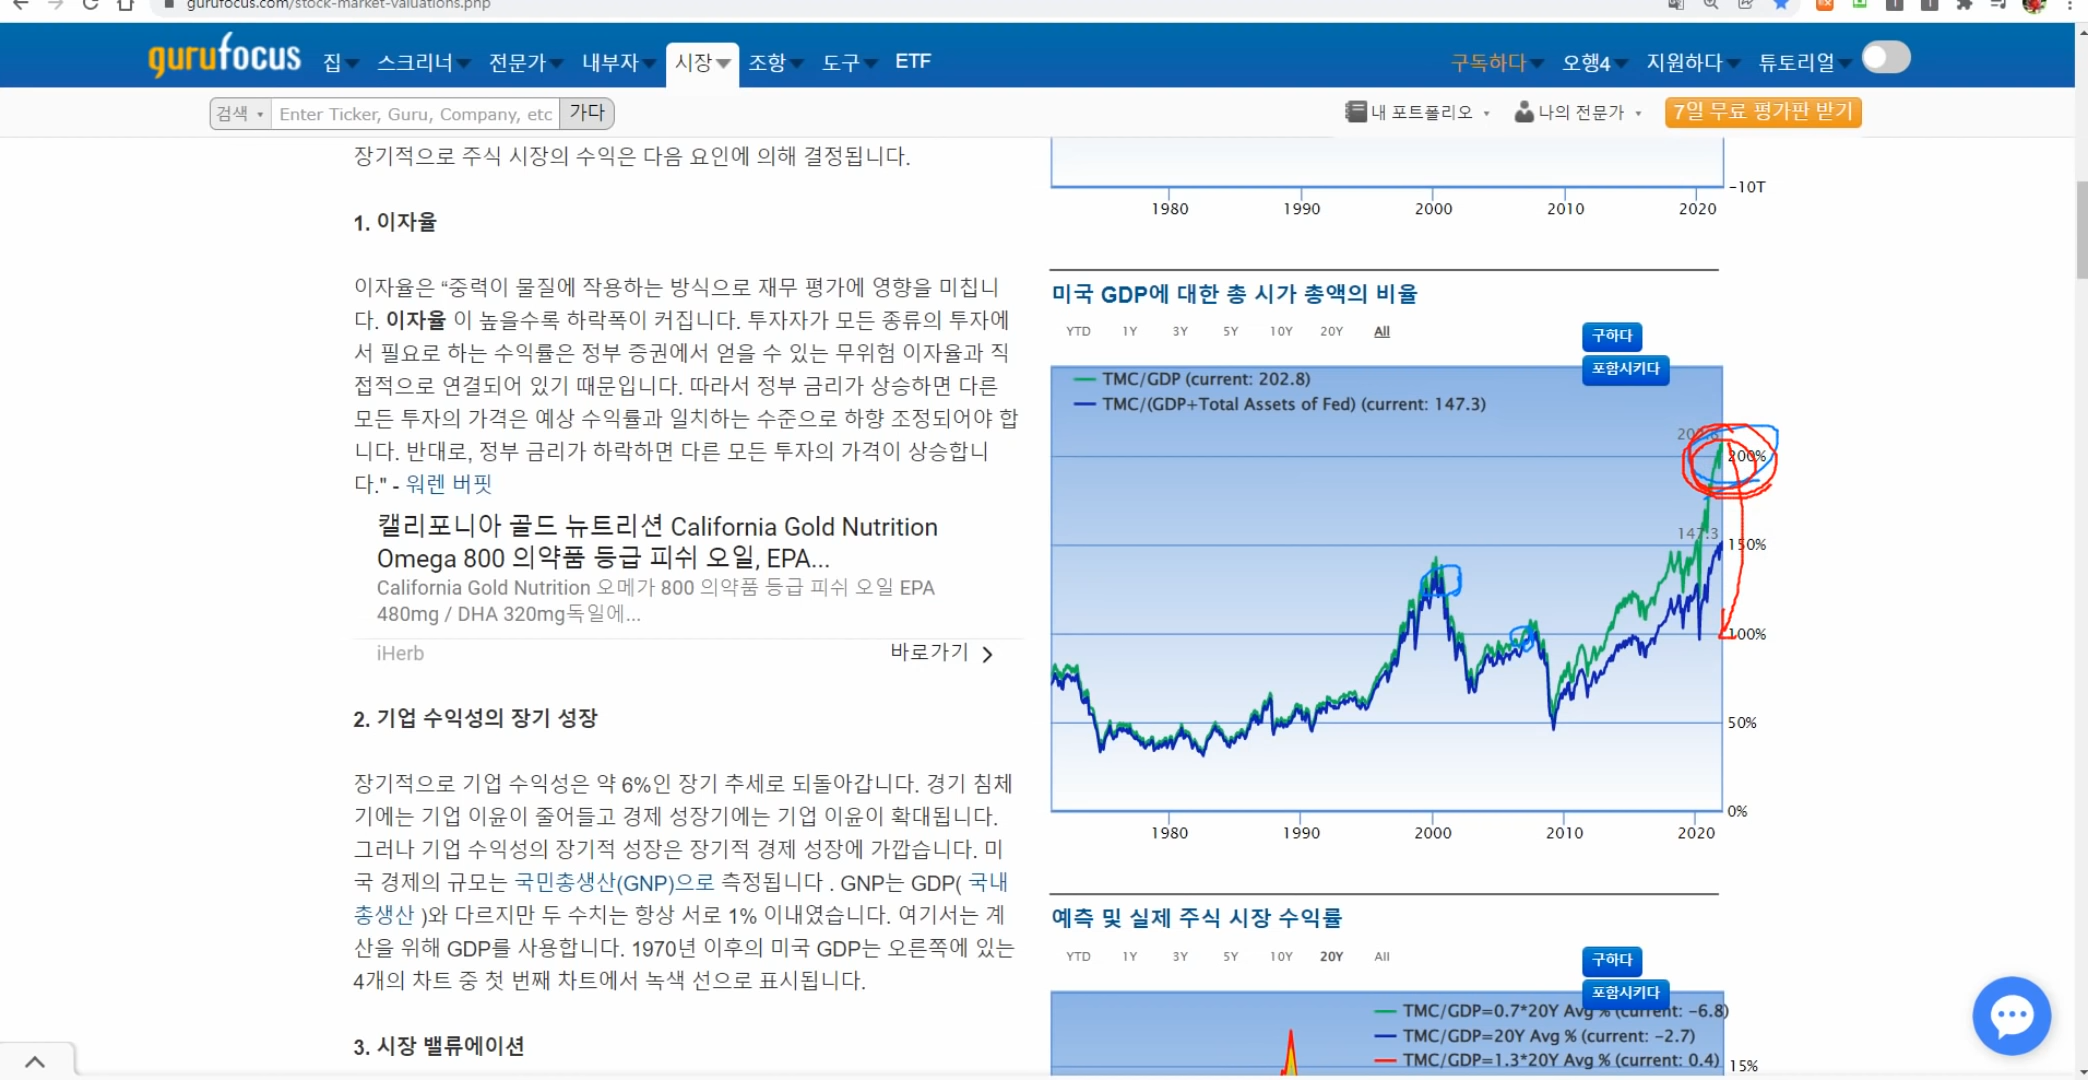 gurufocus.com/stock-market-valuations.php
gurufocus
집
스크리너
전문가
내부자
시장
조항
도구
ETF
구독하다
오행4
지원하다
튜토리얼
검색
Enter Ticker, Guru, Company, etc
가다
내 포트폴리오
나의 전문가
7일 무료 평가판 받기
장기적으로 주식 시장의 수익은 다음 요인에 의해 결정됩니다.
1. 이자율
이자율은 “중력이 물질에 작용하는 방식으로 재무 평가에 영향을 미칩니
다. 이자율 이 높을수록 하락폭이 커집니다. 투자자가 모든 종류의 투자에
서 필요로 하는 수익률은 정부 증권에서 얻을 수 있는 무위험 이자율과 직
접적으로 연결되어 있기 때문입니다. 따라서 정부 금리가 상승하면 다른
모든 투자의 가격은 예상 수익률과 일치하는 수준으로 하향 조정되어야 합
니다. 반대로, 정부 금리가 하락하면 다른 모든 투자의 가격이 상승합니
다." - 워렌 버핏
캘리포니아 골드 뉴트리션 California Gold Nutrition
Omega 800 의약품 등급 피쉬 오일, EPA...
California Gold Nutrition 오메가 800 의약품 등급 피쉬 오일 EPA
480mg / DHA 320mg독일에...
iHerb
바로가기
2. 기업 수익성의 장기 성장
장기적으로 기업 수익성은 약 6%인 장기 추세로 되돌아갑니다. 경기 침체
기에는 기업 이윤이 줄어들고 경제 성장기에는 기업 이윤이 확대됩니다.
그러나 기업 수익성의 장기적 성장은 장기적 경제 성장에 가깝습니다. 미
국 경제의 규모는 국민총생산(GNP)으로 측정됩니다 . GNP는 GDP( 국내
총생산 )와 다르지만 두 수치는 항상 서로 1% 이내였습니다. 여기서는 계
산을 위해 GDP를 사용합니다. 1970년 이후의 미국 GDP는 오른쪽에 있는
4개의 차트 중 첫 번째 차트에서 녹색 선으로 표시됩니다.
3. 시장 밸류에이션
-10T
1980 1990 2000 2010 2020
미국 GDP에 대한 총 시가 총액의 비율
YTD 1Y 3Y 5Y 10Y 20Y All
구하다
포함시키다
TMC/GDP (current: 202.8)
TMC/(GDP+Total Assets of Fed) (current: 147.3)
200%
147.3
150%
100%
50%
0%
1980 1990 2000 2010 2020
예측 및 실제 주식 시장 수익률
YTD 1Y 3Y 5Y 10Y 20Y All
구하다
포함시키다
TMC/GDP=0.7*20Y Avg % (current: -6.8)
TMC/GDP=20Y Avg % (current: -2.7)
TMC/GDP=1.3*20Y Avg % (current: 0.4)
15%